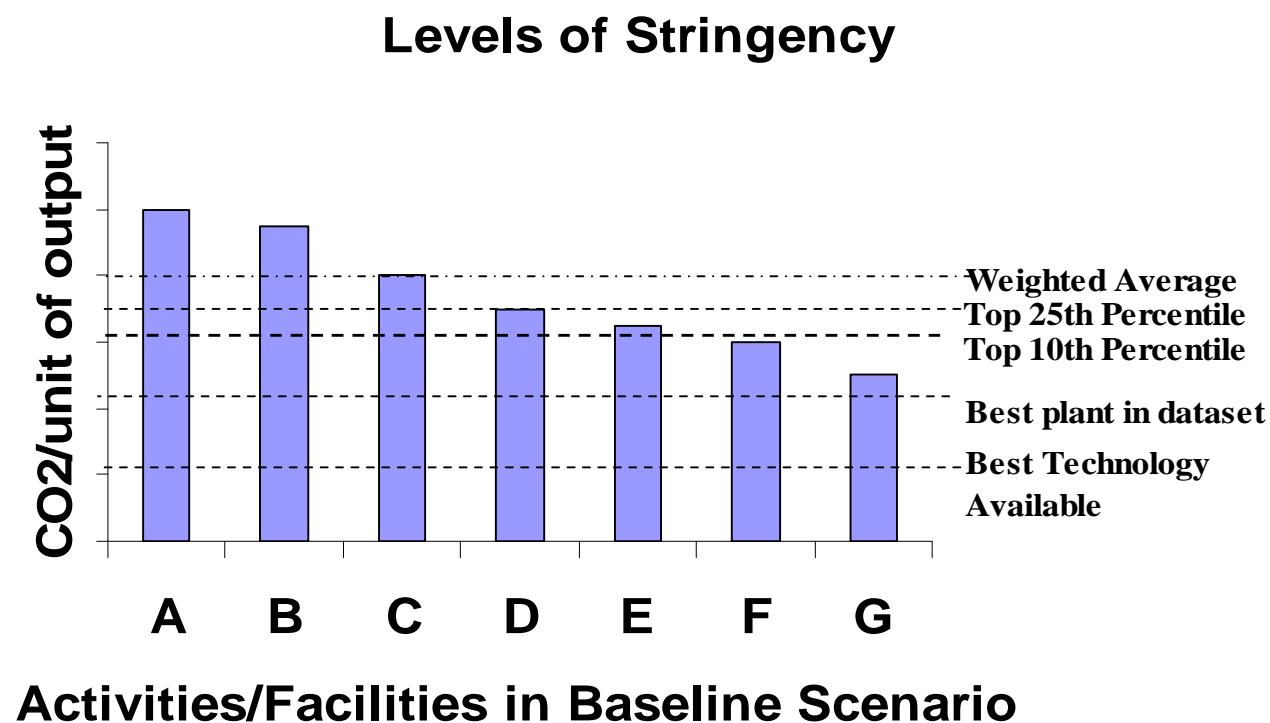 Levels of Stringency
CO2/unit of output
Weighted Average
Top 25th Percentile
Top 10th Percentile
Best plant in dataset
Best Technology
Available
A B C D E F G
Activities/Facilities in Baseline Scenario